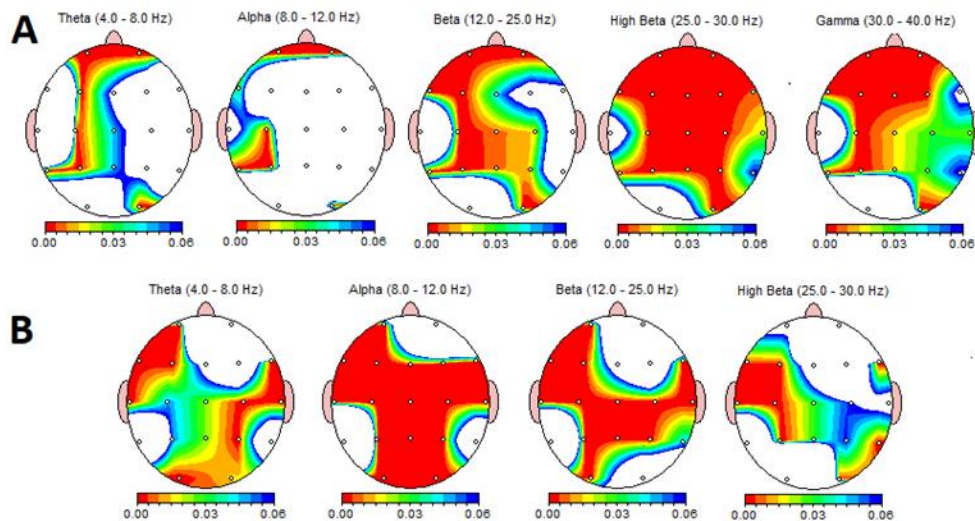 A
Theta (4.0 - 8.0 Hz) Alpha (8.0 - 12.0 Hz) Beta (12.0 - 25.0 Hz) High Beta (25.0 - 30.0 Hz) Gamma (30.0 - 40.0 Hz)
0.00 0.03 0.06 0.00 0.03 0.06 0.00 0.03 0.06 0.00 0.03 0.06 0.00 0.03 0.06
B
Theta (4.0 - 8.0 Hz) Alpha (8.0 - 12.0 Hz) Beta (12.0 - 25.0 Hz) High Beta (25.0 - 30.0 Hz)
0.00 0.03 0.06 0.00 0.03 0.06 0.00 0.03 0.06 0.00 0.03 0.06